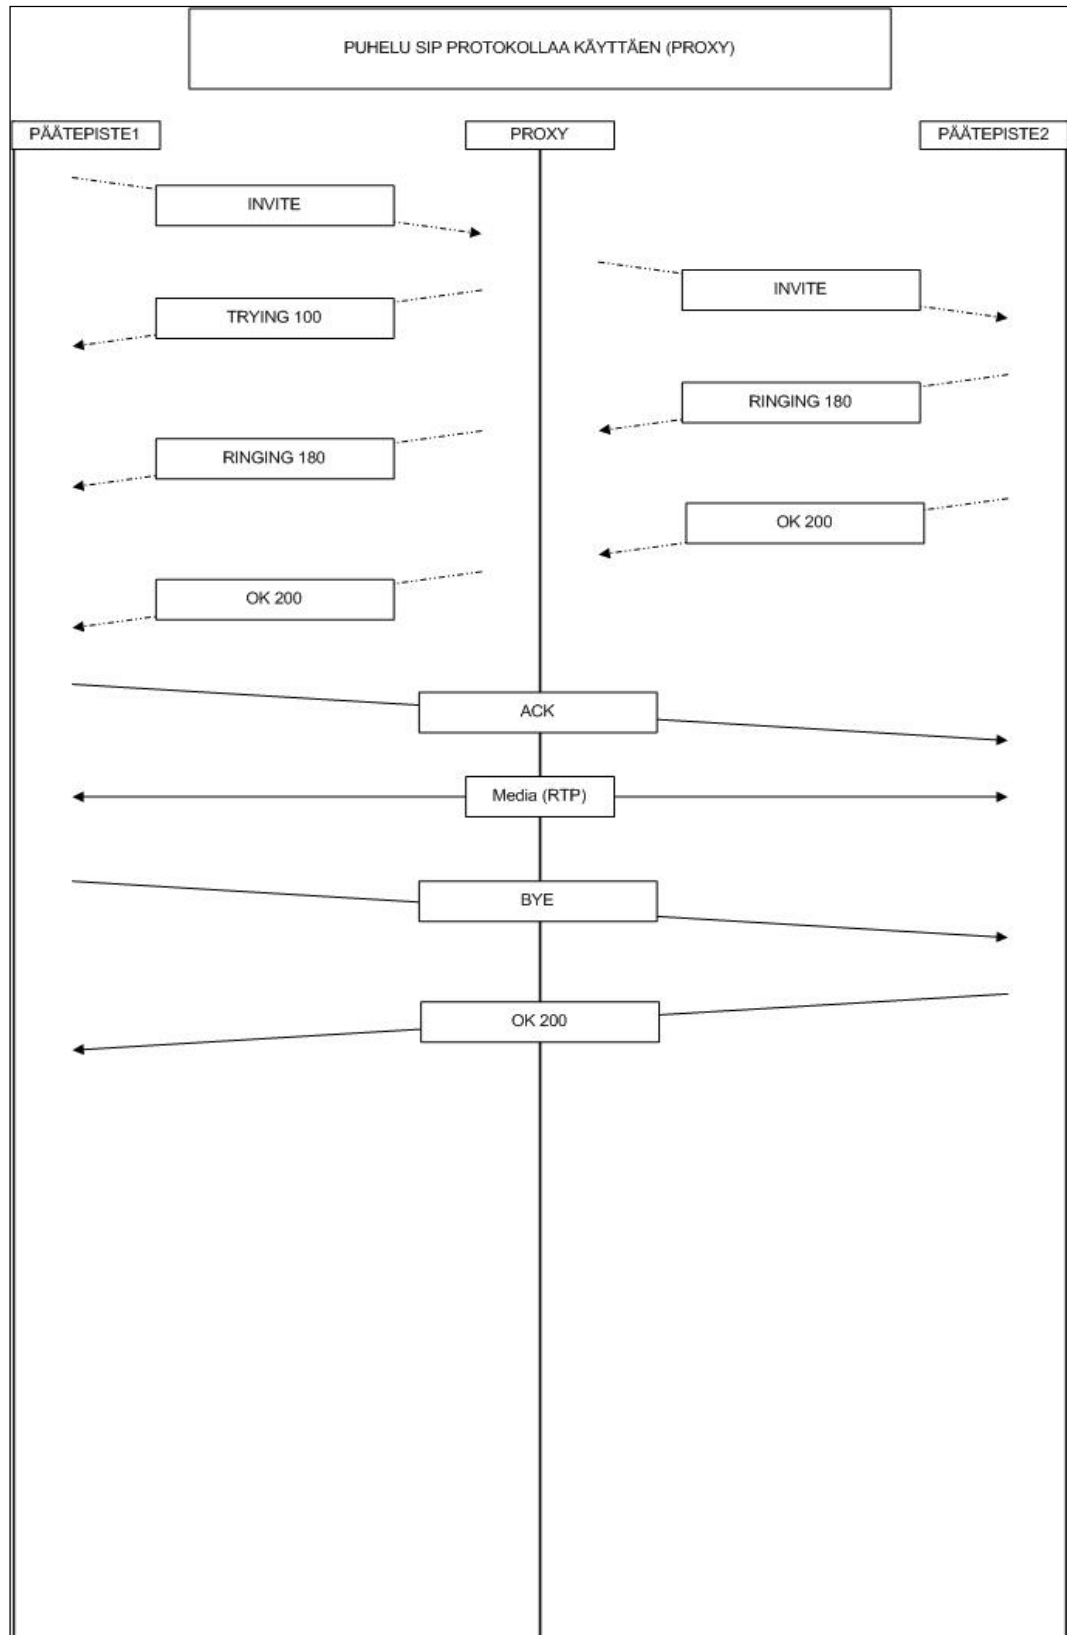 PUHELU SIP PROTOKOLLAA KÄYTTÄEN (PROXY)
PÄÄTEPISTE1
PROXY
PÄÄTEPISTE2
INVITE
INVITE
TRYING 100
RINGING 180
RINGING 180
OK 200
OK 200
ACK
Media (RTP)
BYE
OK 200